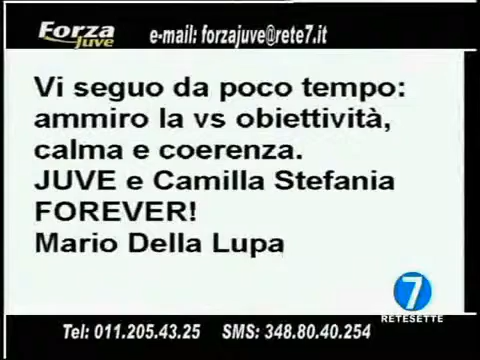 Forza
Juve
e-mail: forzajuve@rete7.it
Vi seguo da poco tempo:
ammiro la vs obiettività,
calma e coerenza.
JUVE e Camilla Stefania
FOREVER!
Mario Della Lupa
7
RETESETTE
Tel: 011.205.43.25 SMS: 348.80.40.254